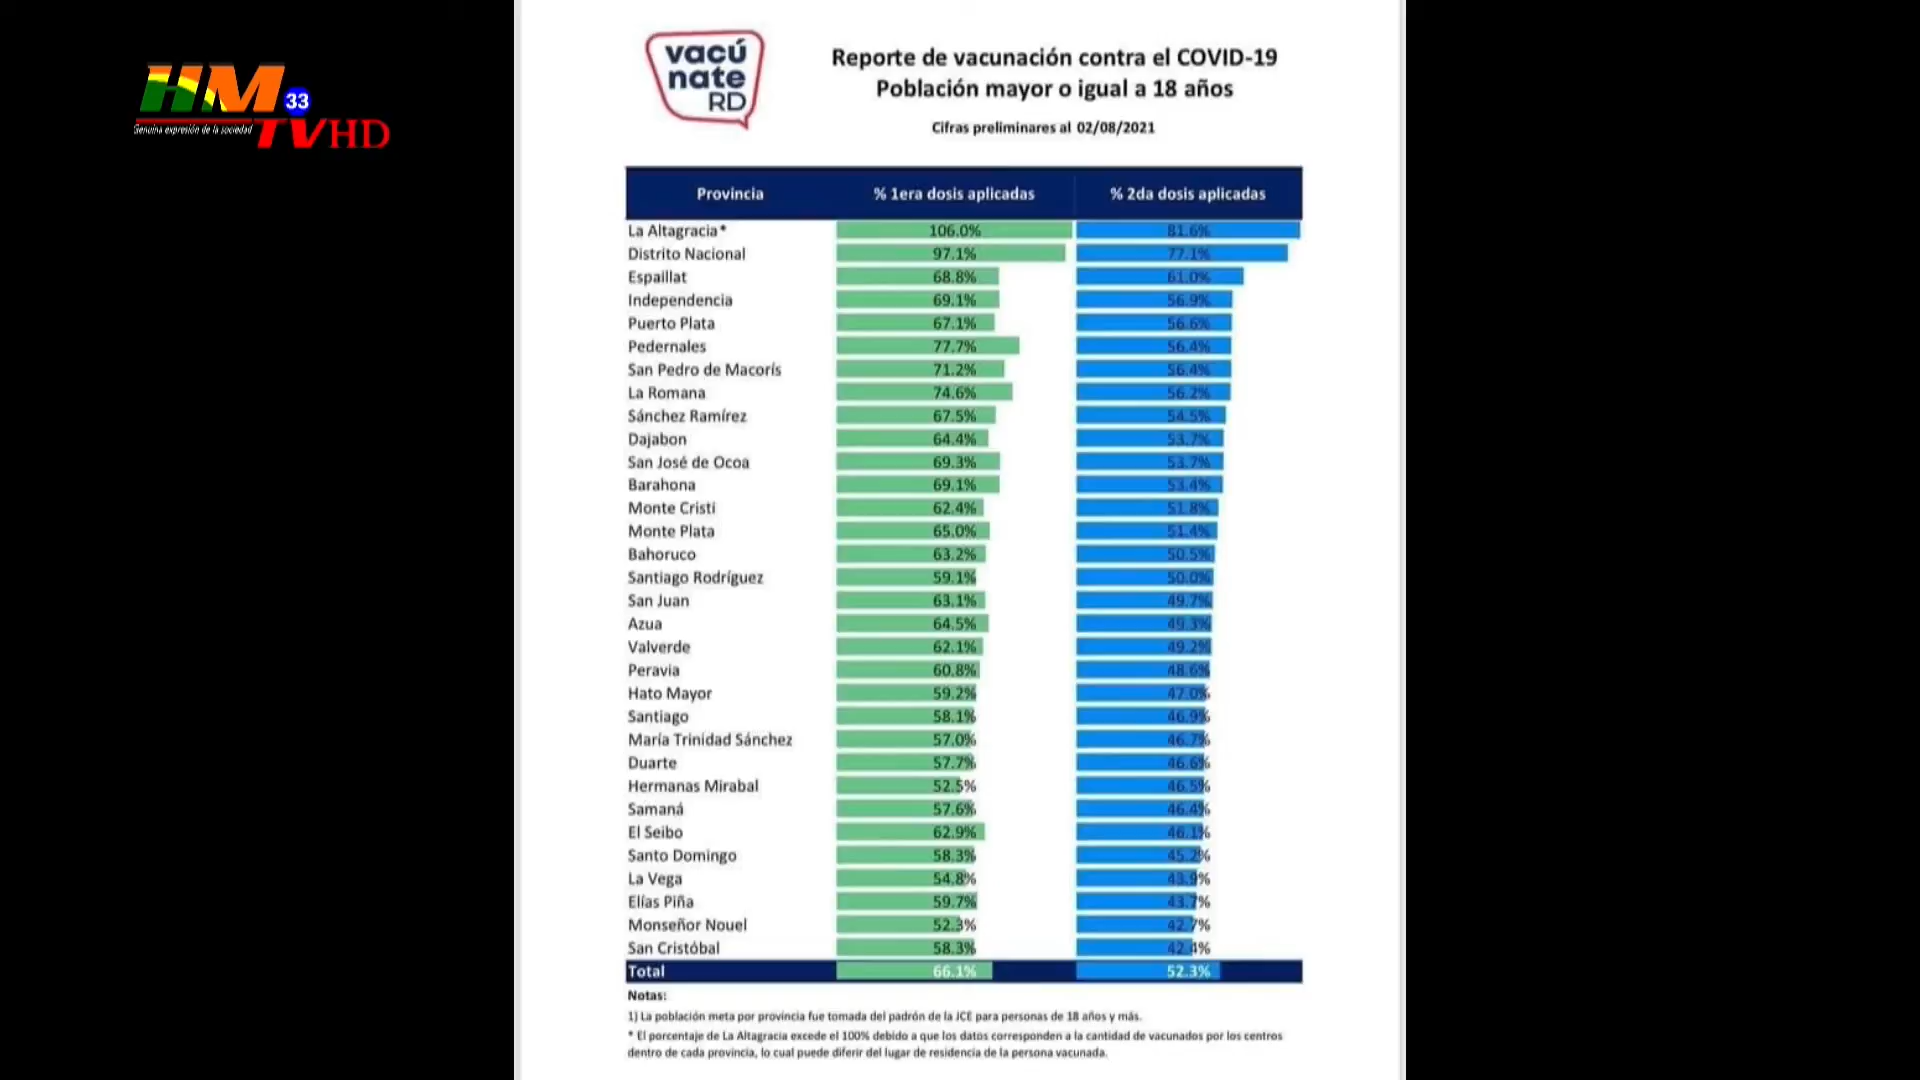 HM 33
Genuina expresión de la sociedad TV HD
vacú
nate
RD
Reporte de vacunación contra el COVID-19
Población mayor o igual a 18 años
Cifras preliminares al 02/08/2021
Provincia % 1era dosis aplicadas % 2da dosis aplicadas
La Altagracia* 106.0% 81.6%
Distrito Nacional 97.1% 77.1%
Espaillat 68.8% 61.0%
Independencia 69.1% 56.9%
Puerto Plata 67.1% 56.6%
Pedernales 77.7% 56.4%
San Pedro de Macorís 71.2% 56.4%
La Romana 74.6% 56.2%
Sánchez Ramírez 67.5% 54.5%
Dajabon 64.4% 53.7%
San José de Ocoa 69.3% 53.7%
Barahona 69.1% 53.4%
Monte Cristi 62.4% 51.8%
Monte Plata 65.0% 51.4%
Bahoruco 63.2% 50.5%
Santiago Rodríguez 59.1% 50.0%
San Juan 63.1% 49.7%
Azua 64.5% 49.3%
Valverde 62.1% 49.2%
Peravia 60.8% 48.6%
Hato Mayor 59.2% 47.0%
Santiago 58.1% 46.9%
María Trinidad Sánchez 57.0% 46.7%
Duarte 57.7% 46.6%
Hermanas Mirabal 52.5% 46.5%
Samaná 57.6% 46.4%
El Seibo 62.9% 46.1%
Santo Domingo 58.3% 45.2%
La Vega 54.8% 43.9%
Elías Piña 59.7% 43.7%
Monseñor Nouel 52.3% 42.7%
San Cristóbal 58.3% 42.4%
Total 66.1% 52.3%
Notas:
1) La población meta por provincia fue tomada del padrón de la JCE para personas de 18 años y más.
* El porcentaje de La Altagracia excede el 100% debido a que los datos corresponden a la cantidad de vacunados por los centros
dentro de cada provincia, lo cual puede diferir del lugar de residencia de la persona vacunada.